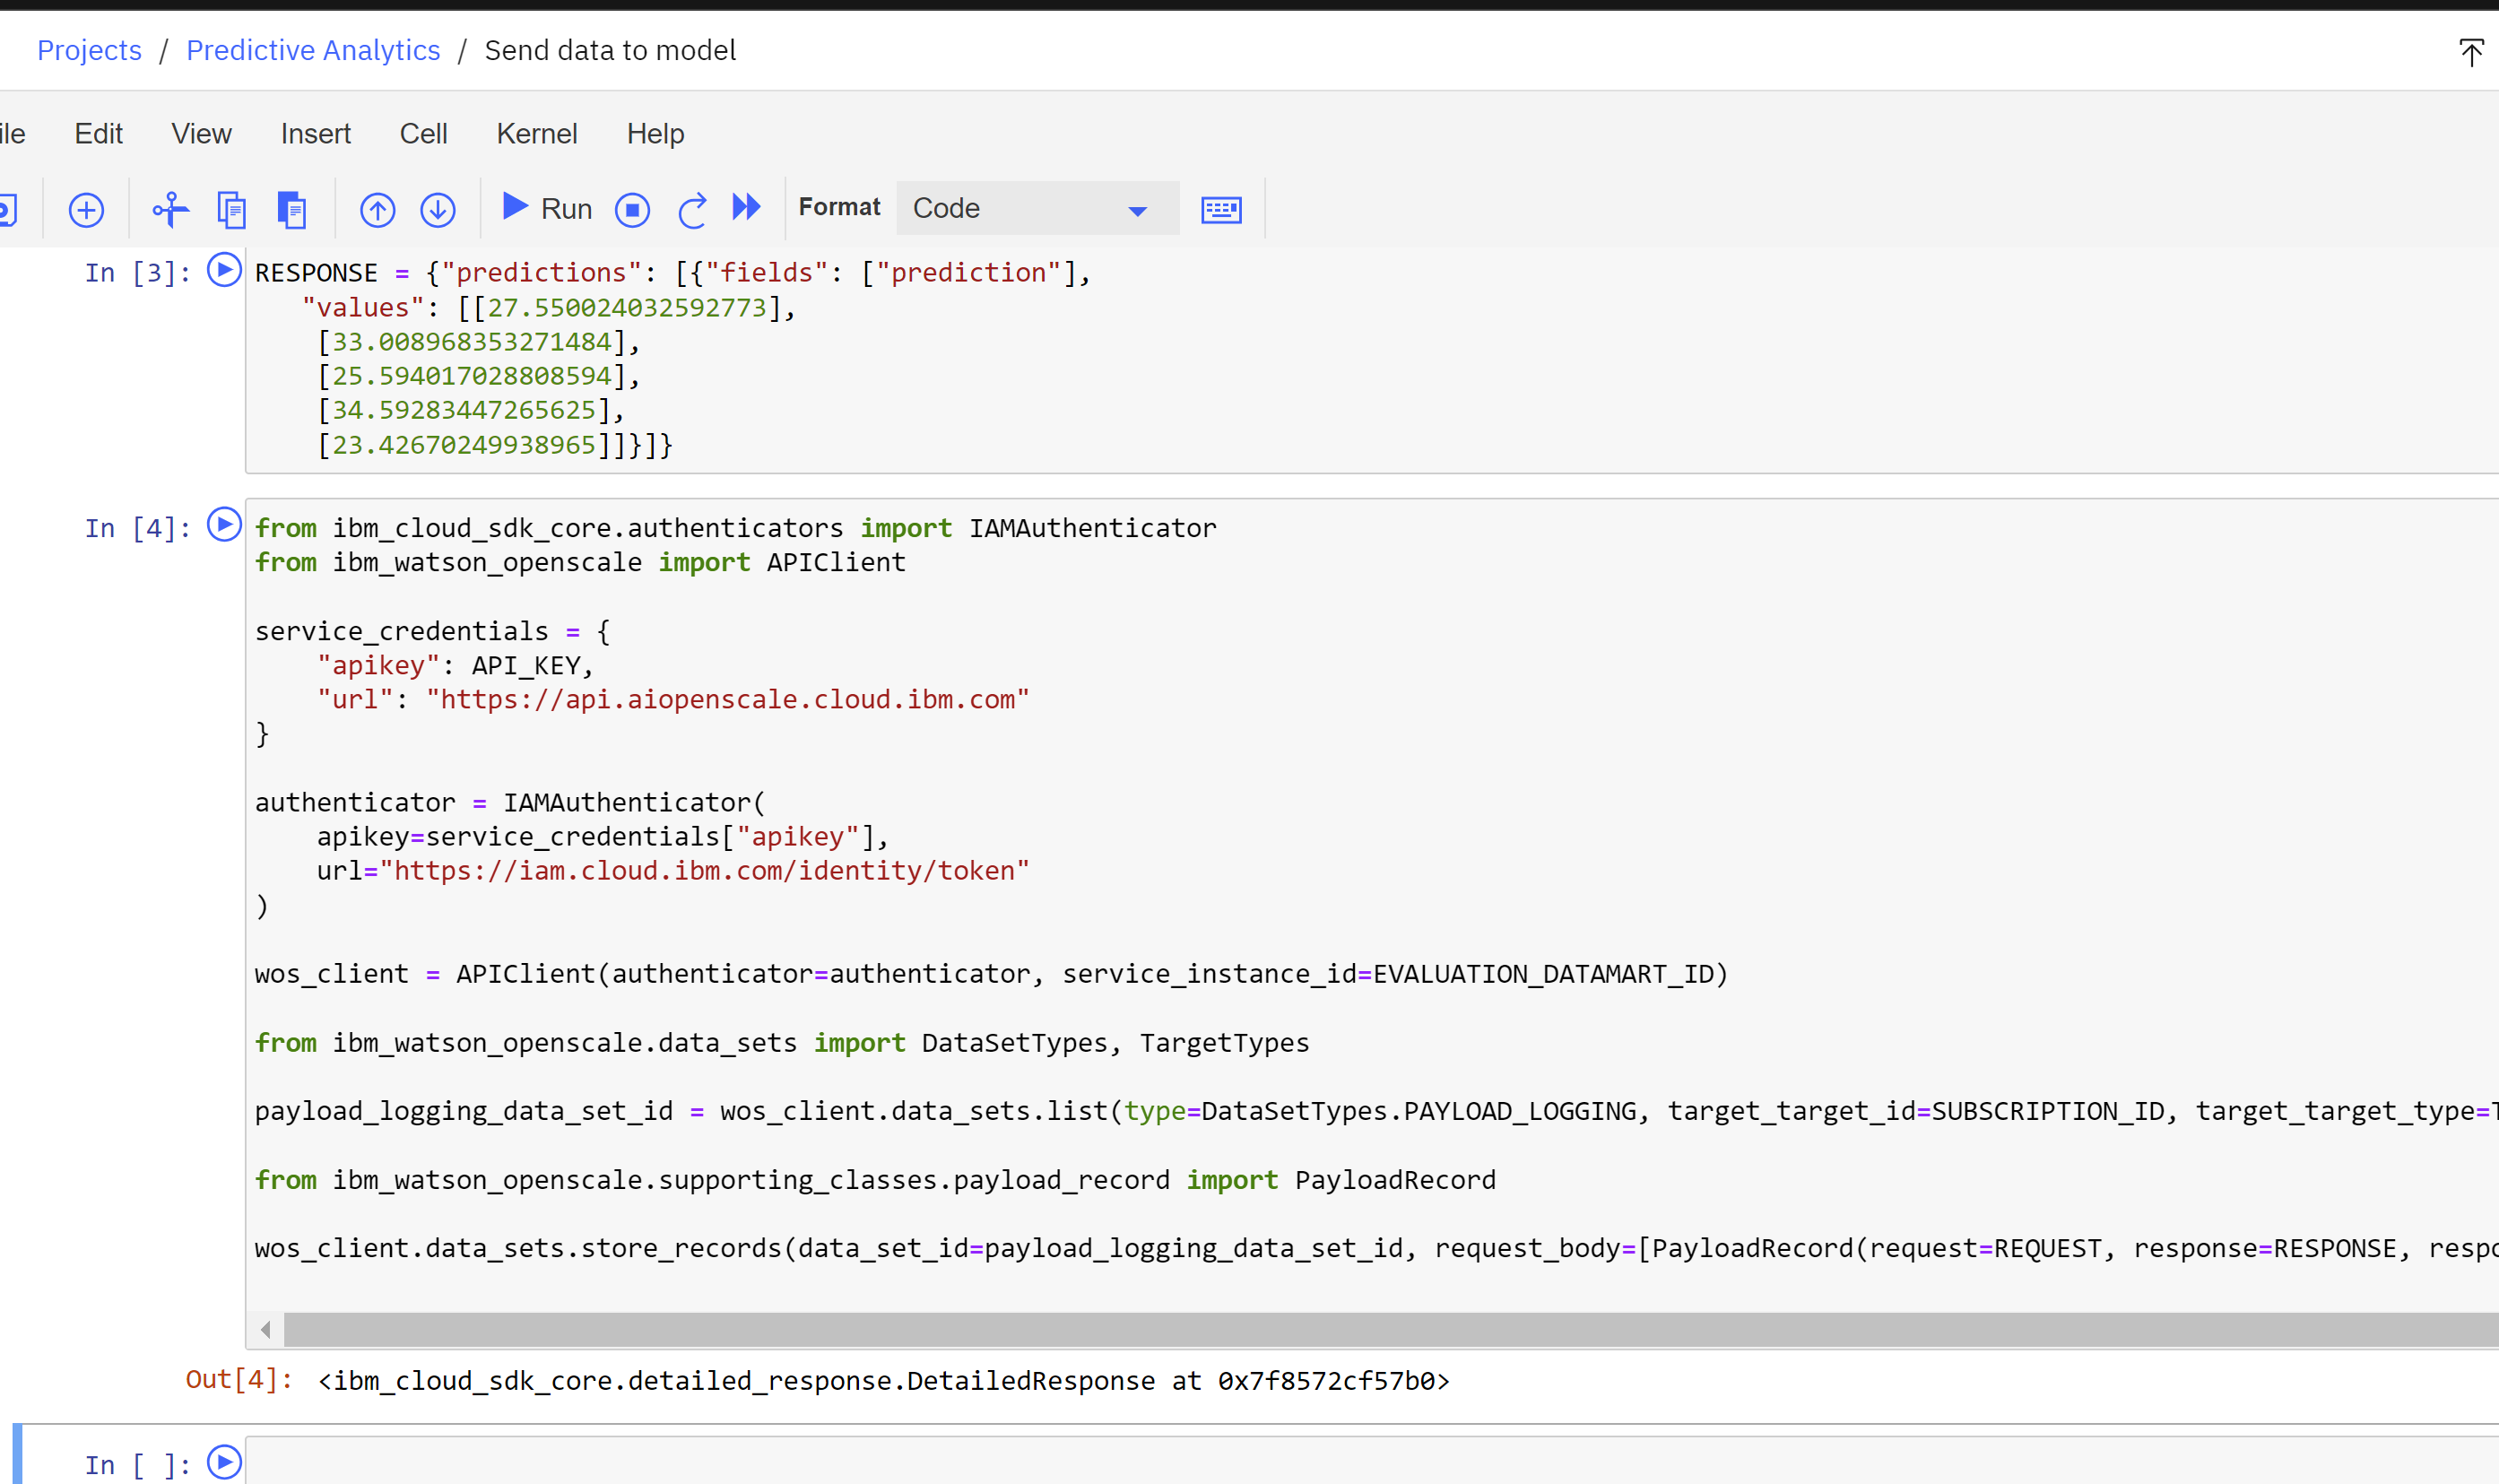 Projects / Predictive Analytics / Send data to model
ile Edit View Insert Cell Kernel Help
Run Format Code
In [3]: RESPONSE = {"predictions": [{"fields": ["prediction"],
"values": [[27.550024032592773],
[33.008968353271484],
[25.594017028808594],
[34.59283447265625],
[23.42670249938965]]}]}
In [4]: from ibm_cloud_sdk_core.authenticators import IAMAuthenticator
from ibm_watson_openscale import APIClient
service_credentials = {
"apikey": API_KEY,
"url": "https://api.aiopenscale.cloud.ibm.com"
}
authenticator = IAMAuthenticator(
apikey=service_credentials["apikey"],
url="https://iam.cloud.ibm.com/identity/token"
)
wos_client = APIClient(authenticator=authenticator, service_instance_id=EVALUATION_DATAMART_ID)
from ibm_watson_openscale.data_sets import DataSetTypes, TargetTypes
payload_logging_data_set_id = wos_client.data_sets.list(type=DataSetTypes.PAYLOAD_LOGGING, target_target_id=SUBSCRIPTION_ID, target_target_type=T
from ibm_watson_openscale.supporting_classes.payload_record import PayloadRecord
wos_client.data_sets.store_records(data_set_id=payload_logging_data_set_id, request_body=[PayloadRecord(request=REQUEST, response=RESPONSE, respo
Out[4]: <ibm_cloud_sdk_core.detailed_response.DetailedResponse at 0x7f8572cf57b0>
In [ ]: